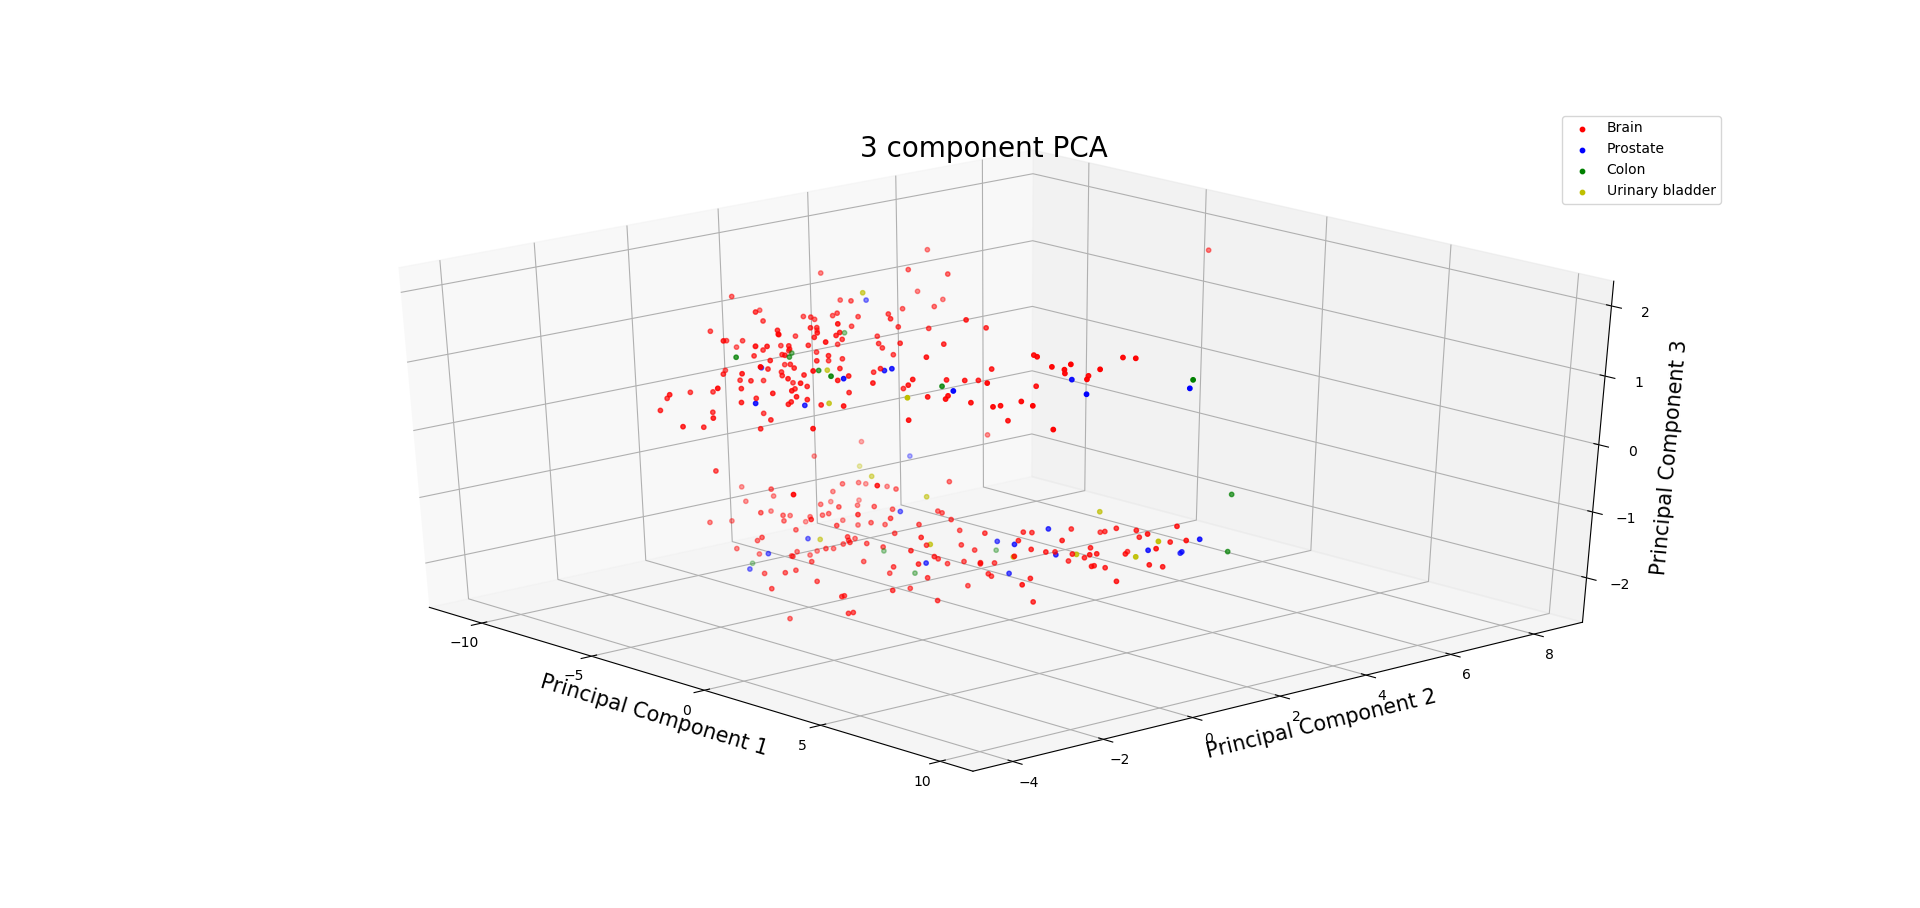 3 component PCA
Brain
Prostate
Colon
Urinary bladder
2
1
0
−1
−2
Principal Component 3
−10
−5
0
5
10
Principal Component 1
−4
−2
0
2
4
6
8
Principal Component 2